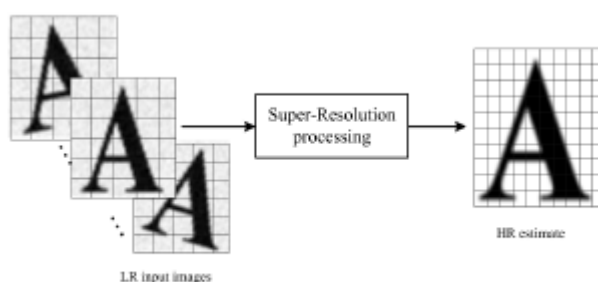 A
A
A
Super-Resolution
processing
A
HR estimate
LR input images